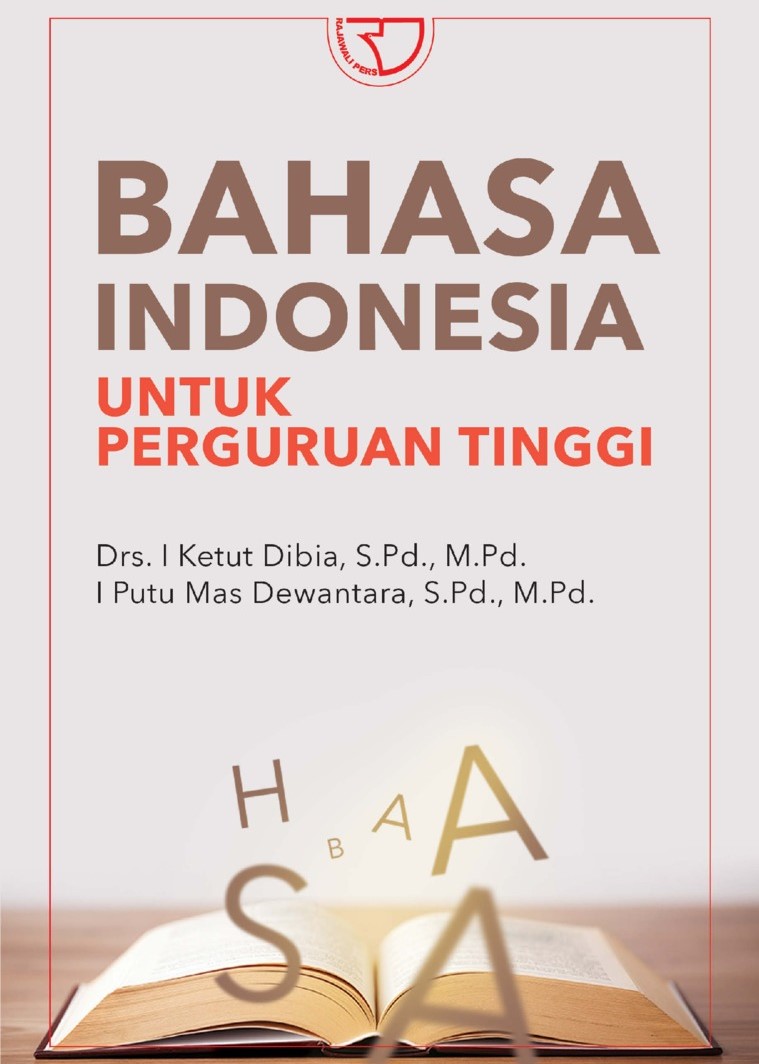 RAJAWALI PERS
BAHASA
INDONESIA
UNTUK
PERGURUAN TINGGI
Drs. I Ketut Dibia, S.Pd., M.Pd.
I Putu Mas Dewantara, S.Pd., M.Pd.
H
B
A
A
S
A